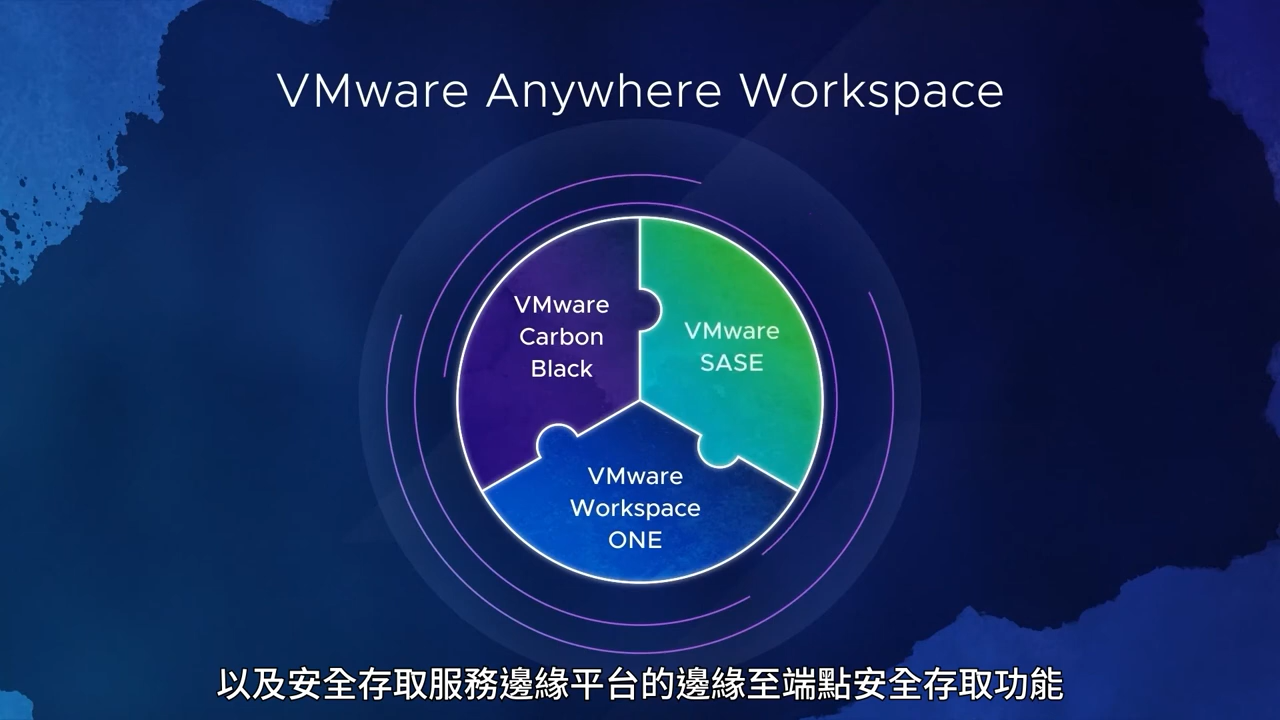 VMware Anywhere Workspace
VMware
Carbon
Black
VMware
SASE
VMware
Workspace
ONE
以及安全存取服務邊緣平台的邊緣至端點安全存取功能